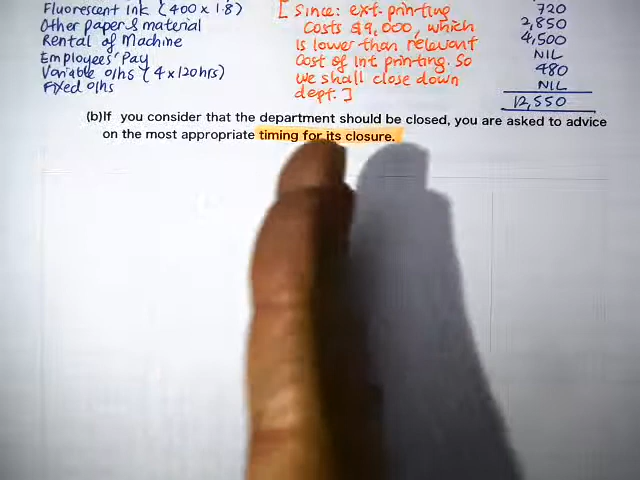 Fluorescent ink (400 x 1.8) 720
Other paper & material 2,850
Rental of Machine 4,500
Employees' Pay NIL
Variable o/hs (4 x 120 hrs) 480
Fixed o/hs NIL
12,550
[ Since: ext. printing
costs $9,000, which
is lower than relevant
cost of Int printing. So
we shall close down
dept. ]
(b)If you consider that the department should be closed, you are asked to advice
on the most appropriate timing for its closure.